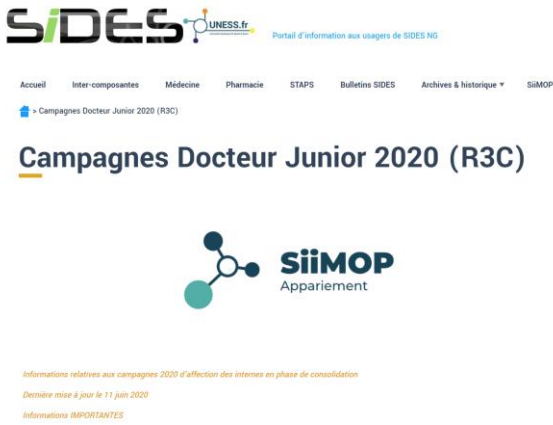 SiDES
UNESS.fr
Portail d'information aux usagers de SIDES NG
Accueil Inter-composantes Médecine Pharmacie STAPS Bulletins SIDES Archives & historique ▼ SiiMOP
> Campagnes Docteur Junior 2020 (R3C)
Campagnes Docteur Junior 2020 (R3C)
SiiMOP
Appariement
Informations relatives aux campagnes 2020 d'affection des internes en phase de consolidation
Dernière mise à jour le 11 juin 2020
Informations IMPORTANTES